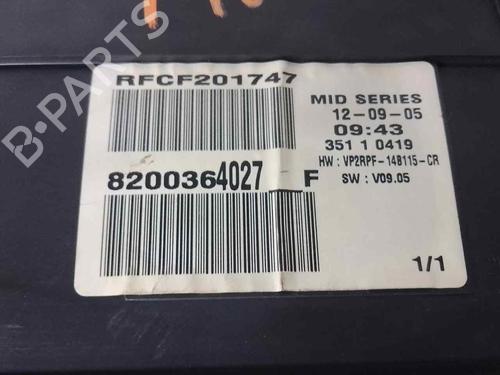 RFCF201747
MID SERIES
12-09-05
09:43
351 1 0419
HW : VP2RPF-14B115-CR
SW : V09.05
8200364027 F
1/1